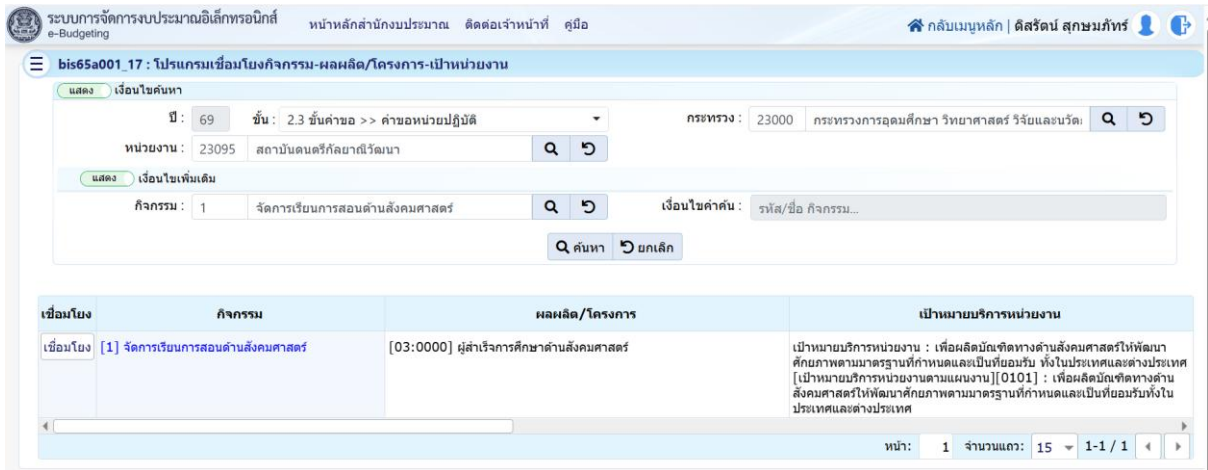 ระบบการจัดการงบประมาณอิเล็กทรอนิกส์
e-Budgeting
หน้าหลักสำนักงบประมาณ ติดต่อเจ้าหน้าที่ คู่มือ
กลับเมนูหลัก | ดิสรัตน์ สุกษมภัทร์
bis65a001_17 : โปรแกรมเชื่อมโยงกิจกรรม-ผลผลิต/โครงการ-เป้าหน่วยงาน
แสดง เงื่อนไขค้นหา
ปี : 69 ขั้น : 2.3 ขั้นคำขอ >> คำขอหน่วยปฏิบัติ กระทรวง : 23000 กระทรวงการอุดมศึกษา วิทยาศาสตร์ วิจัยและนวัต
หน่วยงาน : 23095 สถาบันดนตรีกัลยาณิวัฒนา
แสดง เงื่อนไขเพิ่มเติม
กิจกรรม : 1 จัดการเรียนการสอนด้านสังคมศาสตร์ เงื่อนไขคำค้น : รหัส/ชื่อ กิจกรรม...
ค้นหา ยกเลิก
เชื่อมโยง กิจกรรม ผลผลิต/โครงการ เป้าหมายบริการหน่วยงาน
เชื่อมโยง [1] จัดการเรียนการสอนด้านสังคมศาสตร์ [03:0000] ผู้สำเร็จการศึกษาด้านสังคมศาสตร์ เป้าหมายบริการหน่วยงาน : เพื่อผลิตบัณฑิตทางด้านสังคมศาสตร์ให้พัฒนา
ศักยภาพตามมาตรฐานที่กำหนดและเป็นที่ยอมรับ ทั้งในประเทศและต่างประเทศ
[เป้าหมายบริการหน่วยงานตามแผนงาน][0101] : เพื่อผลิตบัณฑิตทางด้าน
สังคมศาสตร์ให้พัฒนาศักยภาพตามมาตรฐานที่กำหนดและเป็นที่ยอมรับทั้งใน
ประเทศและต่างประเทศ
หน้า: 1 จำนวนแถว: 15 1-1 / 1